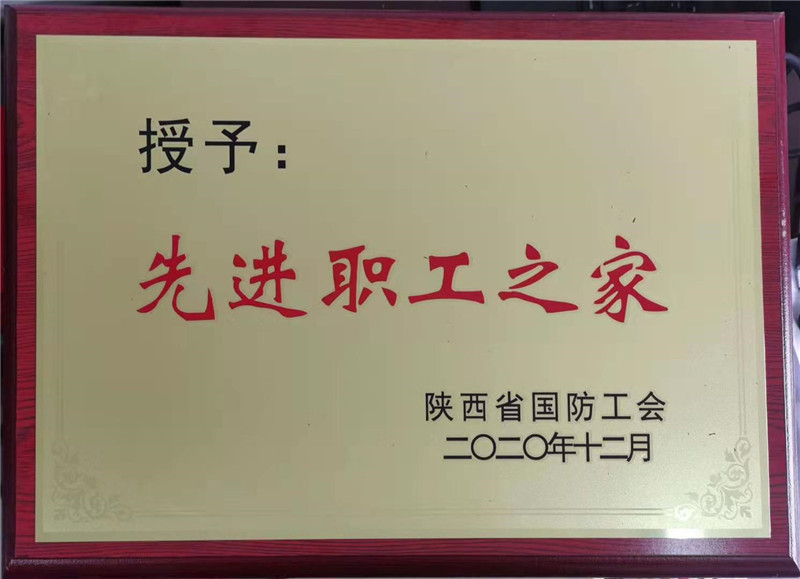 授予：
先进职工之家
陕西省国防工会
二〇二〇年十二月